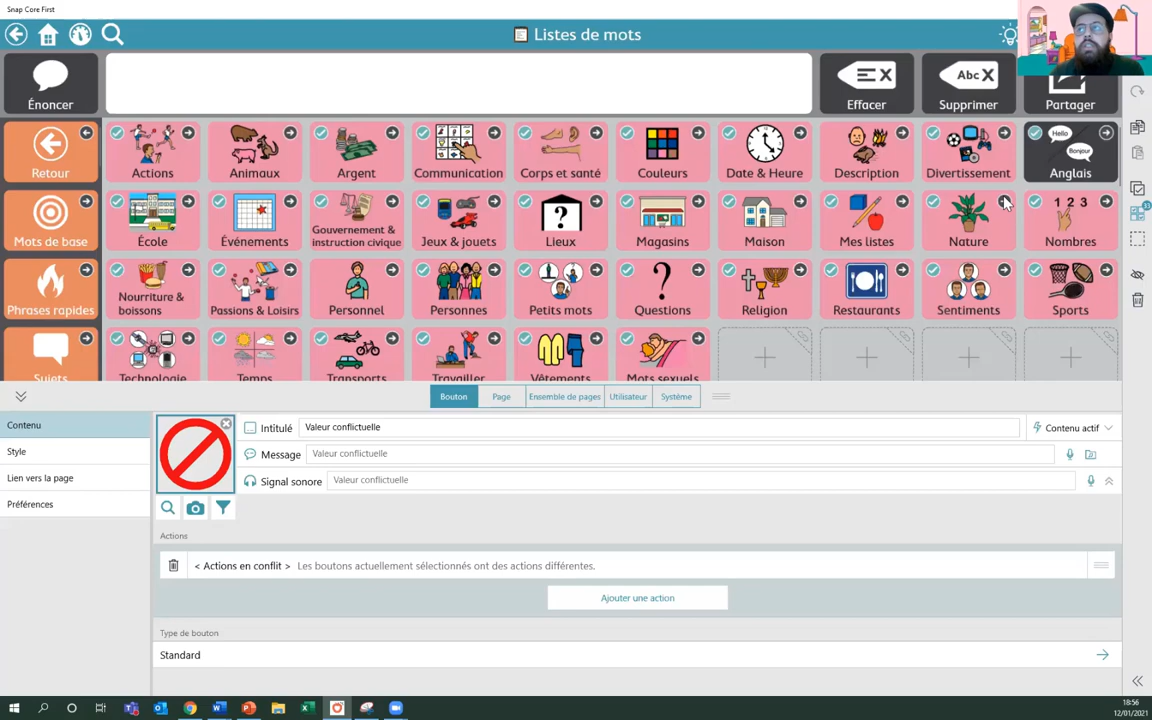 Snap Core First
Listes de mots
Énoncer
Effacer
Abc X
Supprimer
Partager
Retour
Actions
Animaux
Argent
Communication
Corps et santé
Couleurs
Date & Heure
Description
Divertissement
Hello
Bonjour
Anglais
Mots de base
École
Événements
Gouvernement &
instruction civique
Jeux & jouets
Lieux
Magasins
Maison
Mes listes
Nature
1 2 3
Nombres
Phrases rapides
Nourriture &
boissons
Passions & Loisirs
Personnel
Personnes
Petits mots
Questions
Religion
Restaurants
Sentiments
Sports
Sujets
Technologie
Temps
Transports
Travailler
Vêtements
Mots sexuels
Bouton
Page
Ensemble de pages
Utilisateur
Système
Contenu
Style
Lien vers la page
Préférences
Intitulé
Valeur conflictuelle
Contenu actif
Message
Valeur conflictuelle
Signal sonore
Valeur conflictuelle
Actions
< Actions en conflit > Les boutons actuellement sélectionnés ont des actions différentes.
Ajouter une action
Type de bouton
Standard
18:56
12/01/2021